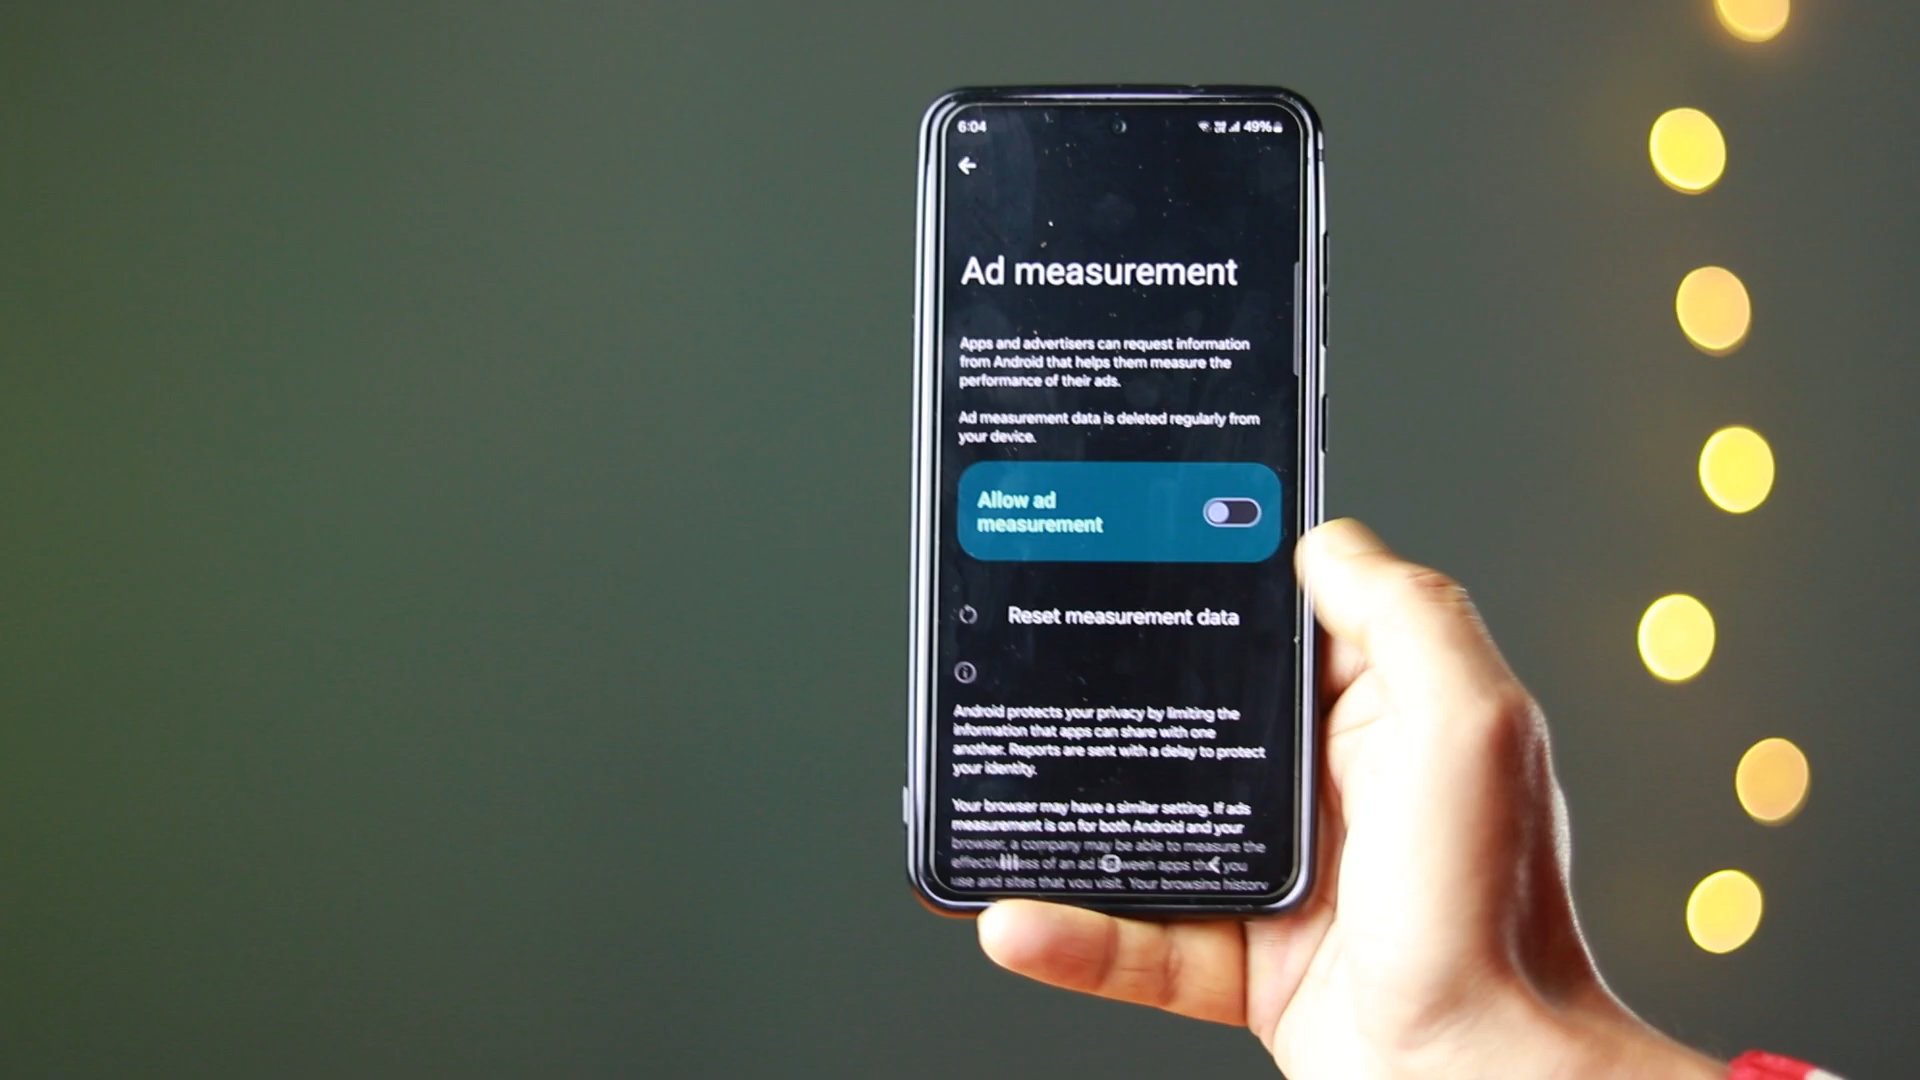 6:04
49%
Ad measurement
Apps and advertisers can request information
from Android that helps them measure the
performance of their ads.
Ad measurement data is deleted regularly from
your device.
Allow ad
measurement
Reset measurement data
Android protects your privacy by limiting the
information that apps can share with one
another. Reports are sent with a delay to protect
your identity.
Your browser may have a similar setting. If ads
measurement is on for both Android and your
browser, a company may be able to measure the
effectiveness of an ad between apps that you
use and sites that you visit. Your browsing history